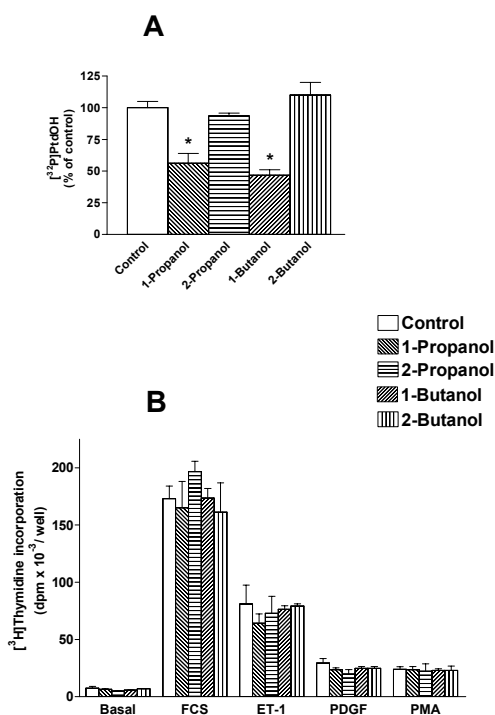 A
[³²P]PtdOH
(% of control)
125
100
75
50
25
0
*
*
Control
1-Propanol
2-Propanol
1-Butanol
2-Butanol
Control
1-Propanol
2-Propanol
1-Butanol
2-Butanol
B
[³H]Thymidine incorporation
(dpm x 10⁻³/ well)
200
150
100
50
0
Basal FCS ET-1 PDGF PMA